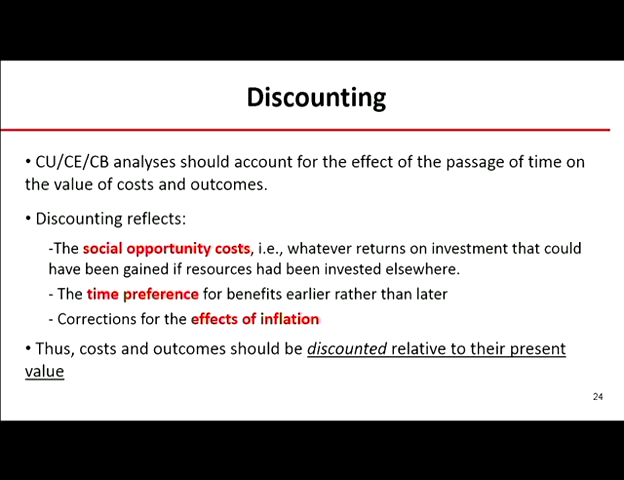 Discounting
• CU/CE/CB analyses should account for the effect of the passage of time on
the value of costs and outcomes.
• Discounting reflects:
-The social opportunity costs, i.e., whatever returns on investment that could
have been gained if resources had been invested elsewhere.
- The time preference for benefits earlier rather than later
- Corrections for the effects of inflation
• Thus, costs and outcomes should be discounted relative to their present
value
24